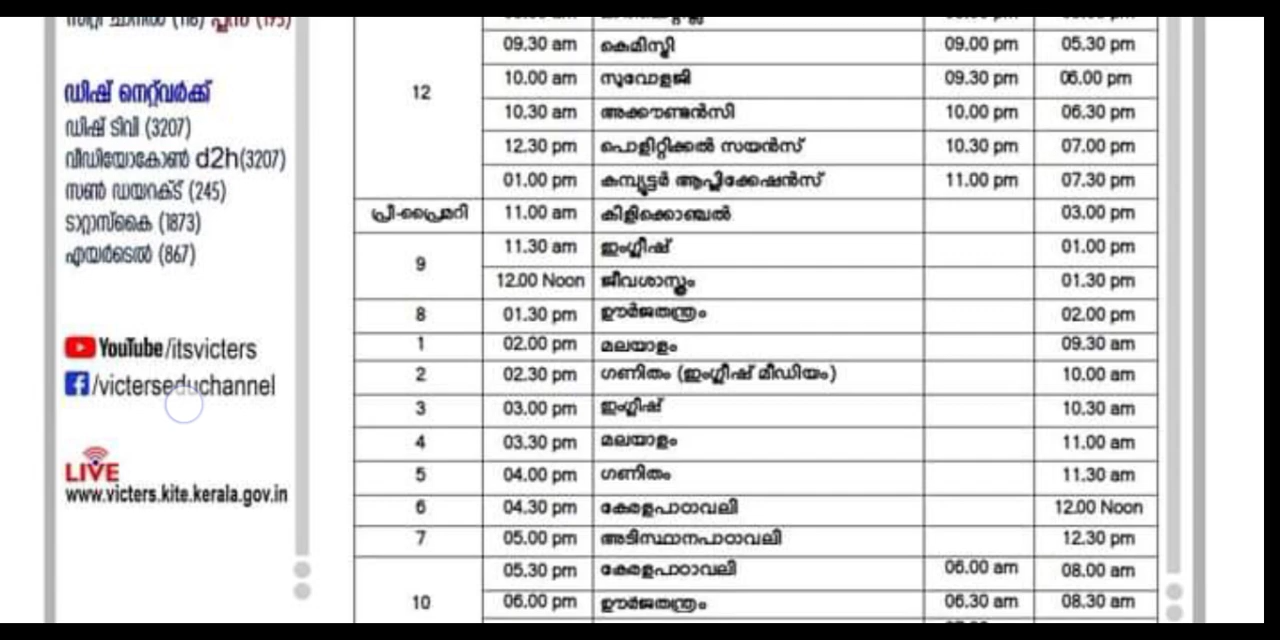 സിറ്റി ചാനൽ (116) പ്ലസ് (195)
ഡിഷ് നെറ്റ്‌വർക്ക്
ഡിഷ് ടിവി (3207)
വീഡിയോകോൺ d2h(3207)
സൺ ഡയറക്ട് (245)
ടാറ്റാസ്കൈ (1873)
എയർടെൽ (867)
YouTube /itsvicters
/victerseduchannel
LIVE
www.victers.kite.kerala.gov.in
12
09.30 am കെമിസ്ട്രി 09.00 pm 05.30 pm
10.00 am സുവോളജി 09.30 pm 06.00 pm
10.30 am അക്കൗണ്ടൻസി 10.00 pm 06.30 pm
12.30 pm പൊളിറ്റിക്കൽ സയൻസ് 10.30 pm 07.00 pm
01.00 pm കമ്പ്യൂട്ടർ ആപ്ലിക്കേഷൻസ് 11.00 pm 07.30 pm
പ്രീ-പ്രൈമറി 11.00 am കിളിക്കൊഞ്ചൽ 03.00 pm
9
11.30 am ഇംഗ്ലീഷ് 01.00 pm
12.00 Noon ജീവശാസ്ത്രം 01.30 pm
8 01.30 pm ഊർജതന്ത്രം 02.00 pm
1 02.00 pm മലയാളം 09.30 am
2 02.30 pm ഗണിതം (ഇംഗ്ലീഷ് മീഡിയം) 10.00 am
3 03.00 pm ഇംഗ്ലിഷ് 10.30 am
4 03.30 pm മലയാളം 11.00 am
5 04.00 pm ഗണിതം 11.30 am
6 04.30 pm കേരളപാഠാവലി 12.00 Noon
7 05.00 pm അടിസ്ഥാനപാഠാവലി 12.30 pm
10
05.30 pm കേരളപാഠാവലി 06.00 am 08.00 am
06.00 pm ഊർജതന്ത്രം 06.30 am 08.30 am